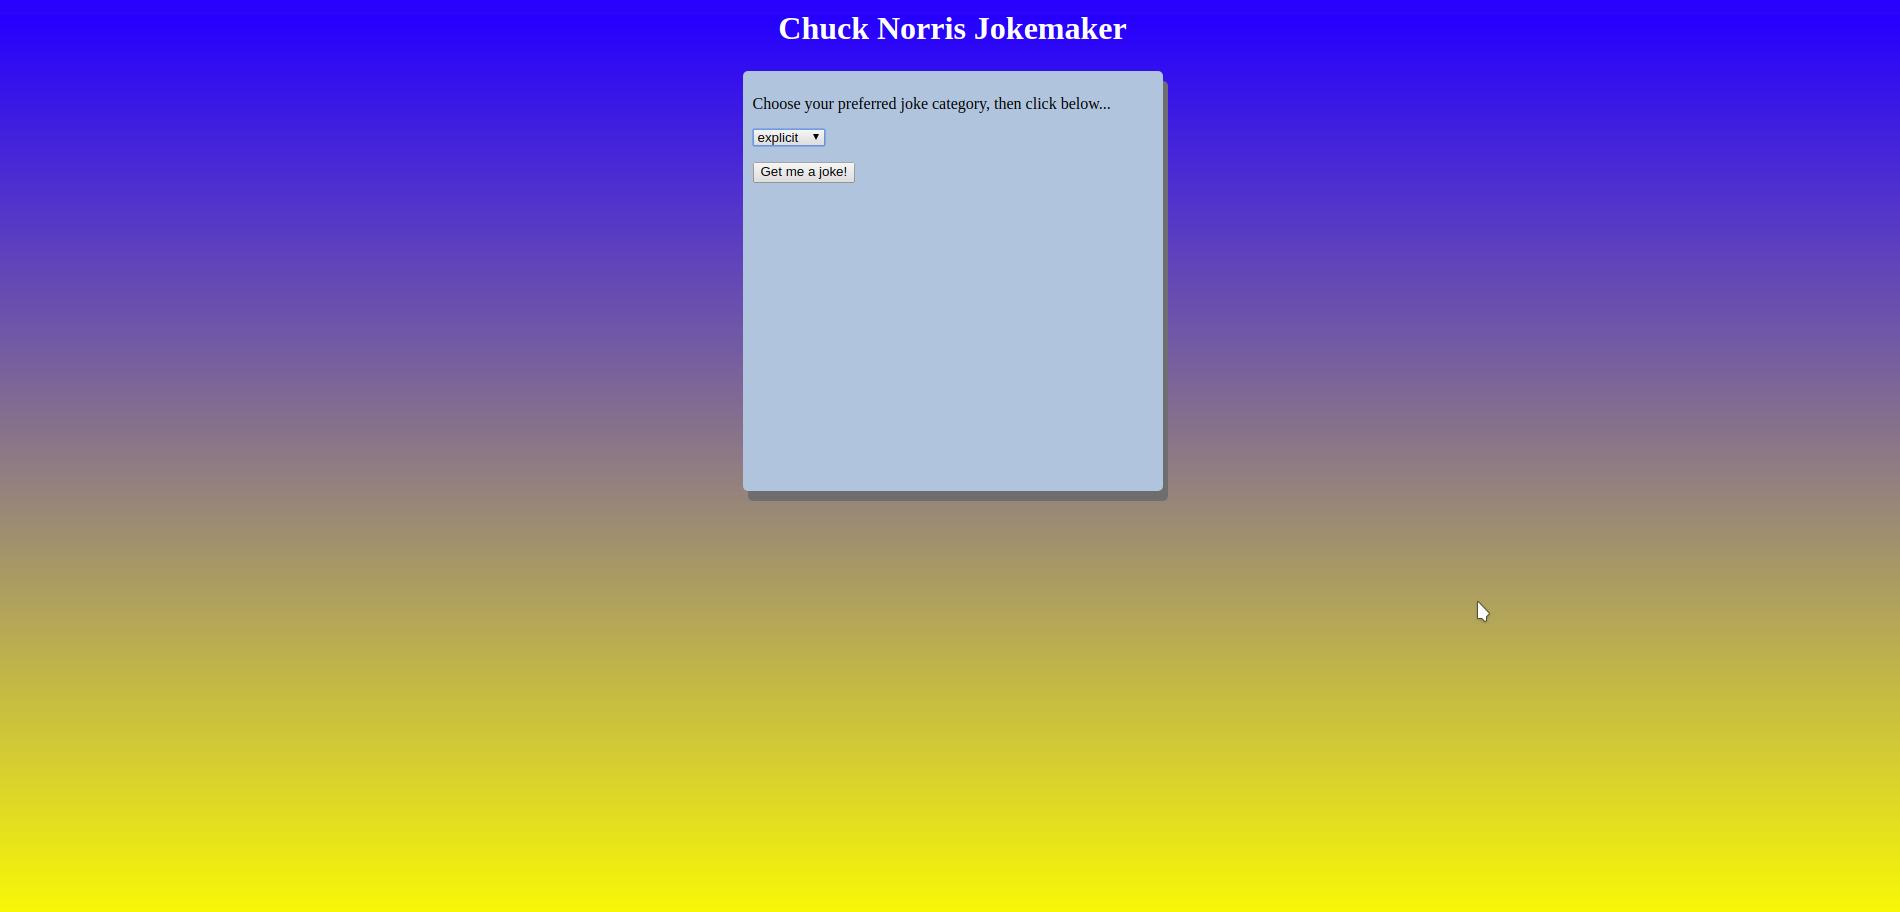 Chuck Norris Jokemaker
Choose your preferred joke category, then click below...
explicit
Get me a joke!